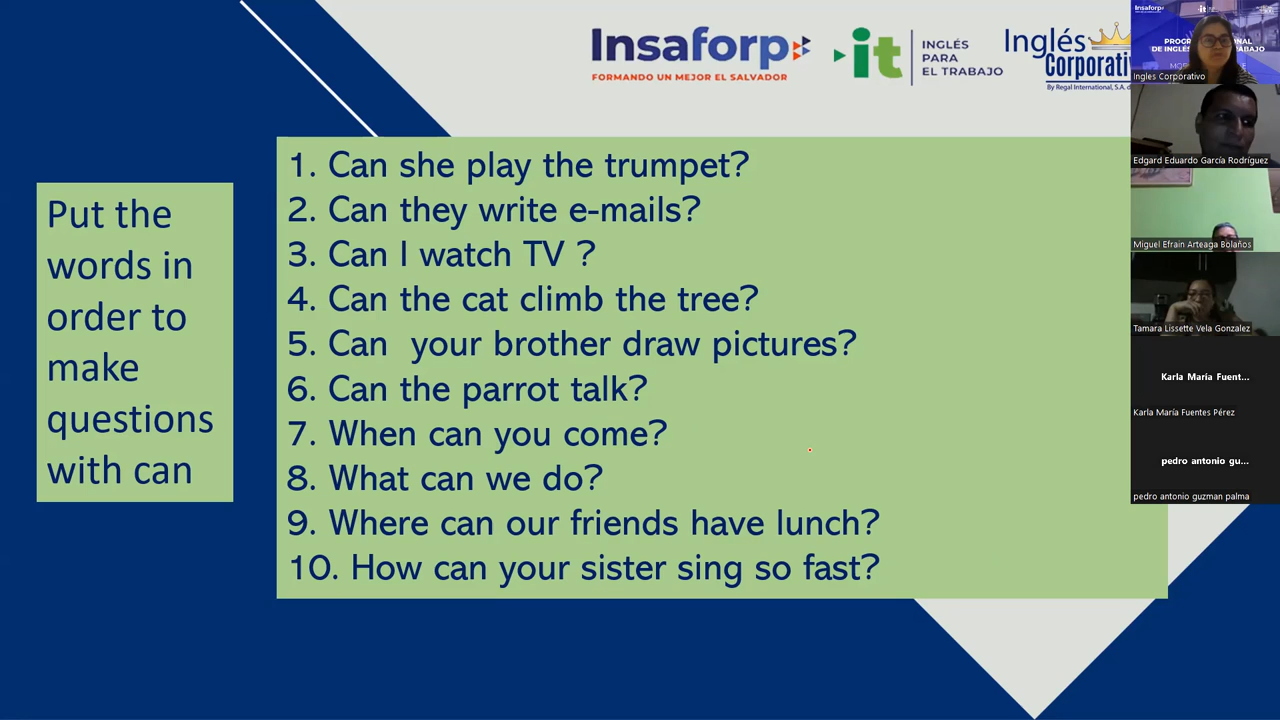 Insaforp
FORMANDO UN MEJOR EL SALVADOR
it
INGLÉS
PARA
EL TRABAJO
Inglés
Corporativ
By Regal International, S.A. d
Put the
words in
order to
make
questions
with can
1. Can she play the trumpet?
2. Can they write e-mails?
3. Can I watch TV ?
4. Can the cat climb the tree?
5. Can  your brother draw pictures?
6. Can the parrot talk?
7. When can you come?
8. What can we do?
9. Where can our friends have lunch?
10. How can your sister sing so fast?
Insaforp
it
Ingles Corporativo
Edgard Eduardo García Rodríguez
Miguel Efrain Arteaga Bolaños
Tamara Lissette Vela Gonzalez
Karla María Fuent...
Karla María Fuentes Pérez
pedro antonio gu...
pedro antonio guzman palma